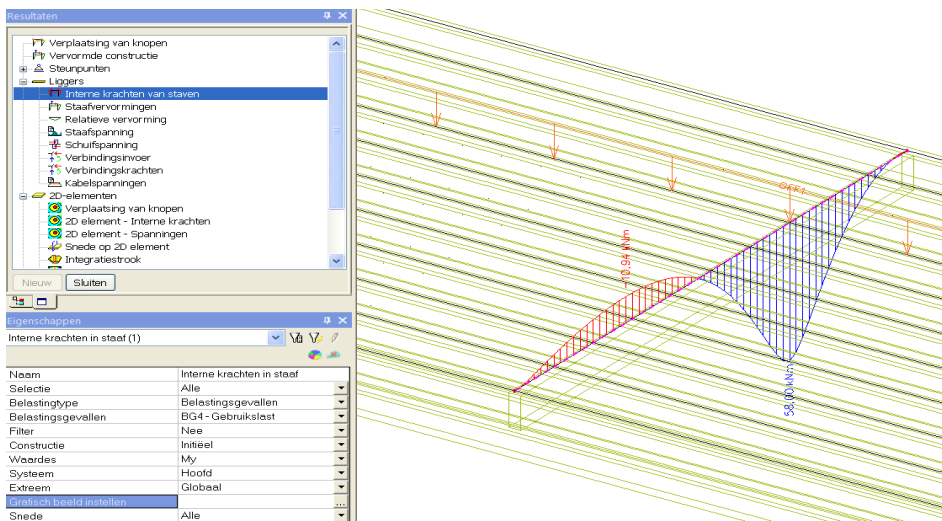 Resultaten
Verplaatsing van knopen
Vervormde constructie
Steunpunten
Liggers
Interne krachten van staven
Staafvervormingen
Relatieve vervorming
Staafspanning
Schuifspanning
Verbindingsinvoer
Verbindingskrachten
Kabelspanningen
2D-elementen
Verplaatsing van knopen
2D element - Interne krachten
2D element - Spanningen
Snede op 2D element
Integratiestrook
Nieuw Sluiten
Eigenschappen
Interne krachten in staaf (1)
Naam Interne krachten in staaf
Selectie Alle
Belastingtype Belastingsgevallen
Belastingsgevallen BG4 - Gebruikslast
Filter Nee
Constructie Initiëel
Waardes My
Systeem Hoofd
Extreem Globaal
Grafisch beeld instellen ...
Snede Alle
-10,94 kNm
58,00 kNm